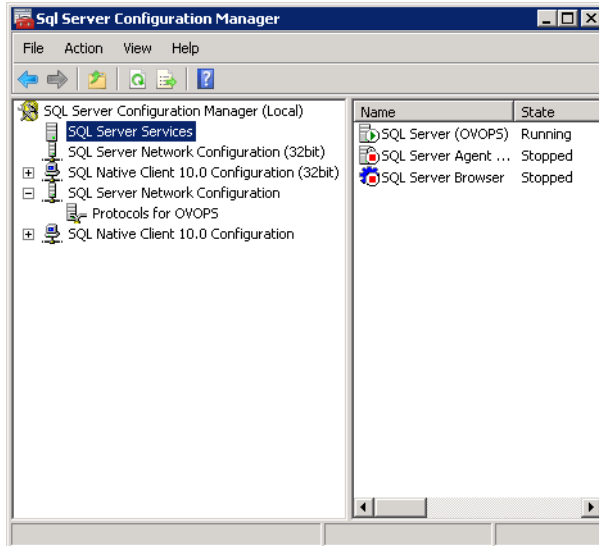 Sql Server Configuration Manager
File Action View Help
SQL Server Configuration Manager (Local)
SQL Server Services
SQL Server Network Configuration (32bit)
SQL Native Client 10.0 Configuration (32bit)
SQL Server Network Configuration
Protocols for OVOPS
SQL Native Client 10.0 Configuration
Name State
SQL Server (OVOPS) Running
SQL Server Agent ... Stopped
SQL Server Browser Stopped